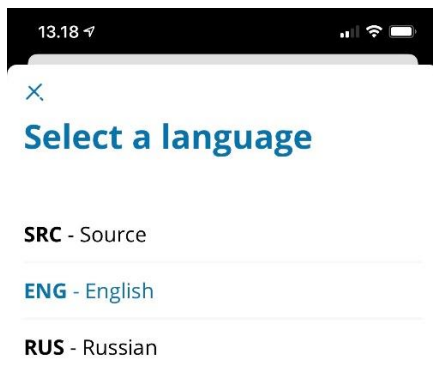 13.18
Select a language
SRC - Source
ENG - English
RUS - Russian